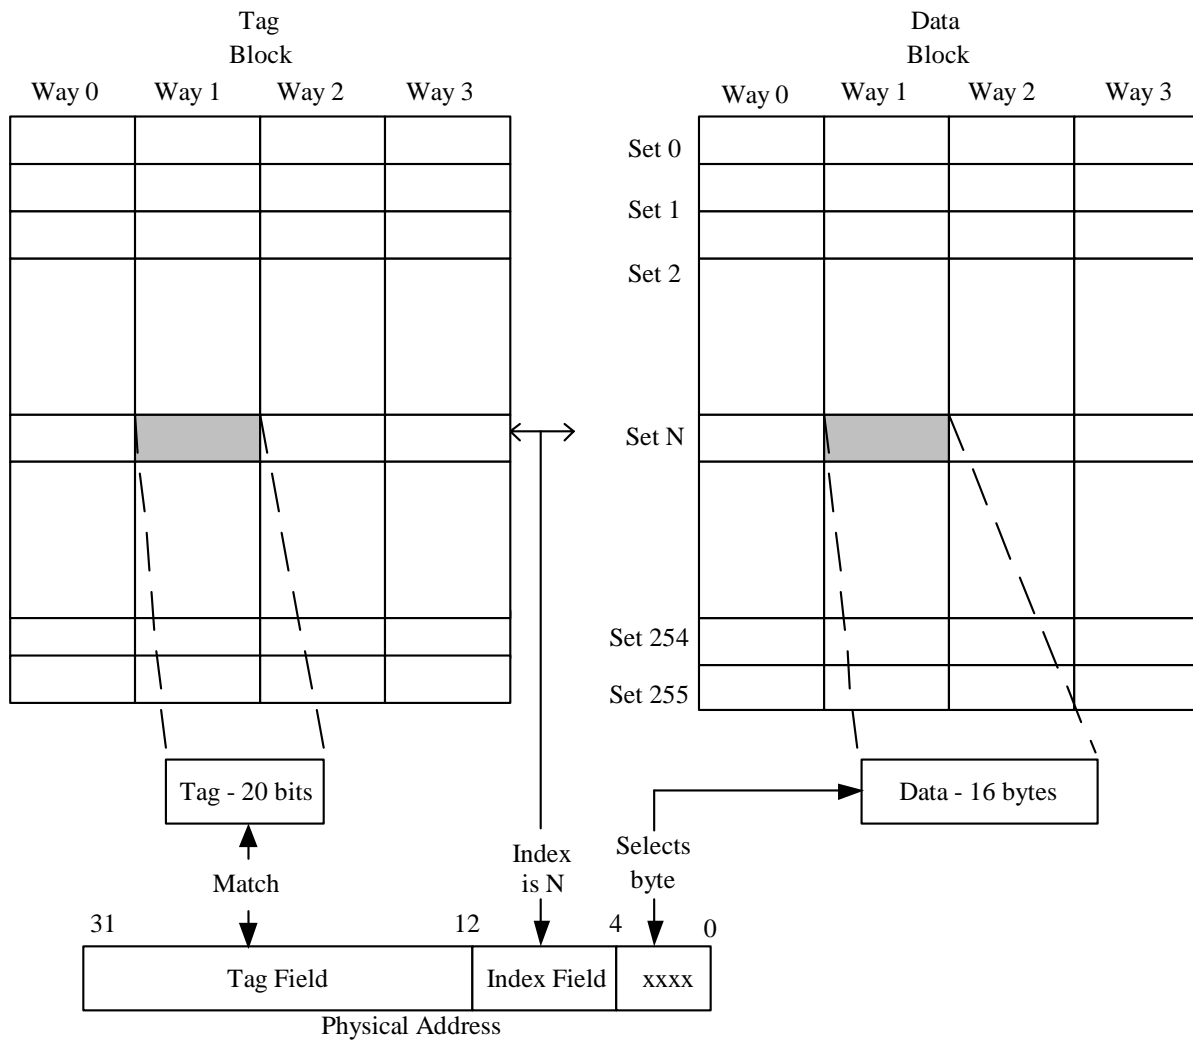 Tag
Block
Way 0
Way 1
Way 2
Way 3
Data
Block
Way 0
Way 1
Way 2
Way 3
Set 0
Set 1
Set 2
Set N
Set 254
Set 255
Tag - 20 bits
Data - 16 bytes
Match
Index
is N
Selects
byte
31
12
4
0
Tag Field
Index Field
xxxx
Physical Address